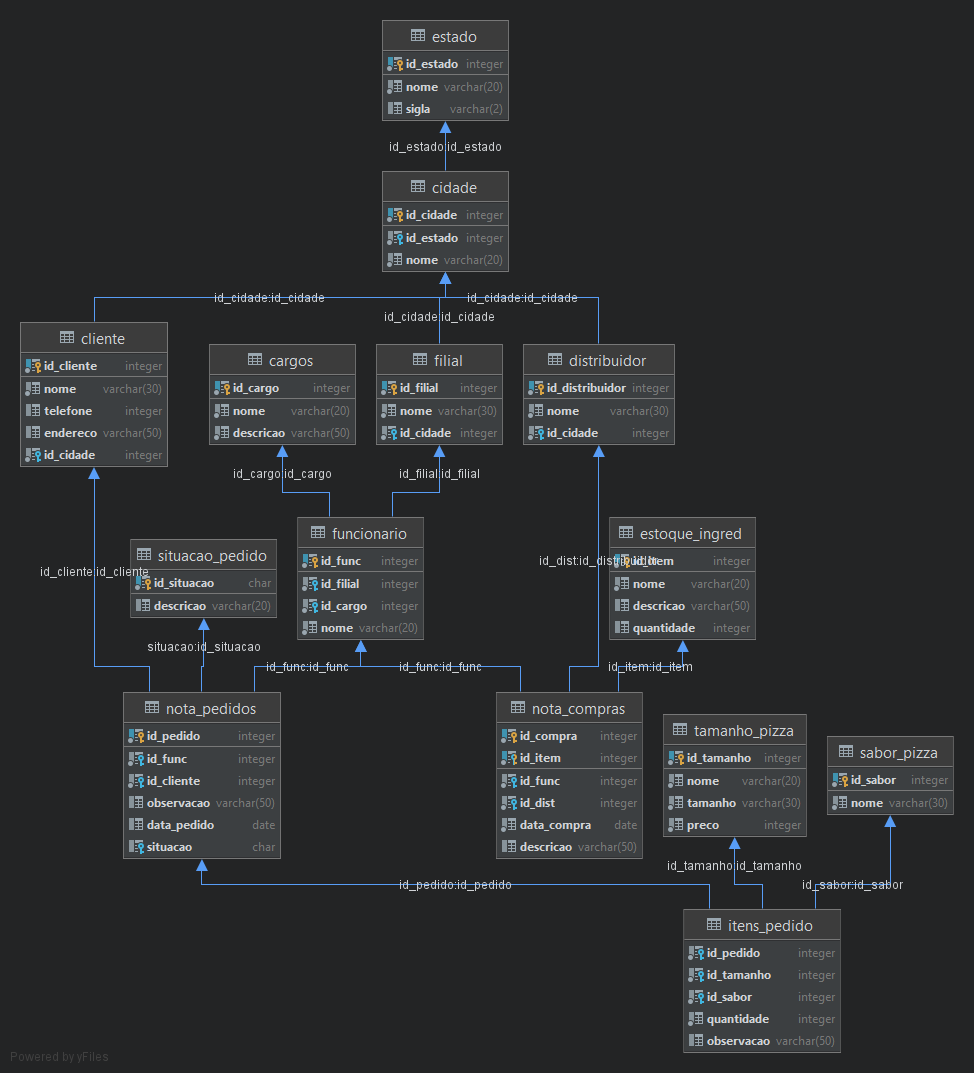 estado
id_estado integer
nome varchar(20)
sigla varchar(2)
id_estado:id_estado
cidade
id_cidade integer
id_estado integer
nome varchar(20)
id_cidade:id_cidade
id_cidade:id_cidade
id_cidade:id_cidade
cliente
id_cliente integer
nome varchar(30)
telefone integer
endereco varchar(50)
id_cidade integer
cargos
id_cargo integer
nome varchar(20)
descricao varchar(50)
filial
id_filial integer
nome varchar(30)
id_cidade integer
distribuidor
id_distribuidor integer
nome varchar(30)
id_cidade integer
id_cargo:id_cargo
id_filial:id_filial
id_cliente:id_cliente
situacao_pedido
id_situacao char
descricao varchar(20)
funcionario
id_func integer
id_filial integer
id_cargo integer
nome varchar(20)
id_dist:id_distribuidor
estoque_ingred
id_item integer
nome varchar(20)
descricao varchar(50)
quantidade integer
situacao:id_situacao
id_func:id_func
id_func:id_func
id_item:id_item
nota_pedidos
id_pedido integer
id_func integer
id_cliente integer
observacao varchar(50)
data_pedido date
situacao char
nota_compras
id_compra integer
id_item integer
id_func integer
id_dist integer
data_compra date
descricao varchar(50)
tamanho_pizza
id_tamanho integer
nome varchar(20)
tamanho varchar(30)
preco integer
sabor_pizza
id_sabor integer
nome varchar(30)
id_tamanho:id_tamanho
id_pedido:id_pedido
id_sabor:id_sabor
itens_pedido
id_pedido integer
id_tamanho integer
id_sabor integer
quantidade integer
observacao varchar(50)
Powered by yFiles